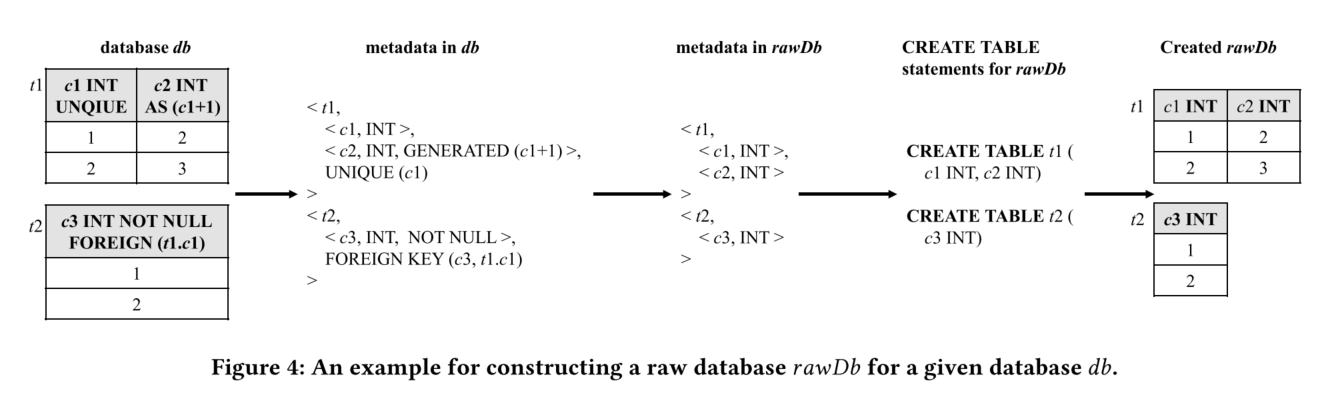 database db
t1
c1 INT
UNQIUE
c2 INT
AS (c1+1)
1
2
2
3
t2
c3 INT NOT NULL
FOREIGN (t1.c1)
1
2
metadata in db
< t1,
< c1, INT >,
< c2, INT, GENERATED (c1+1) >,
UNIQUE (c1)
>
< t2,
< c3, INT, NOT NULL >,
FOREIGN KEY (c3, t1.c1)
>
metadata in rawDb
< t1,
< c1, INT >,
< c2, INT >
>
< t2,
< c3, INT >
>
CREATE TABLE
statements for rawDb
CREATE TABLE t1 (
c1 INT, c2 INT)
CREATE TABLE t2 (
c3 INT)
Created rawDb
t1
c1 INT
c2 INT
1
2
2
3
t2
c3 INT
1
2
Figure 4: An example for constructing a raw database rawDb for a given database db.